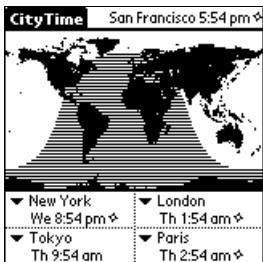 CityTime San Francisco 5:54 pm
New York
We 8:54 pm
London
Th 1:54 am
Tokyo
Th 9:54 am
Paris
Th 2:54 am